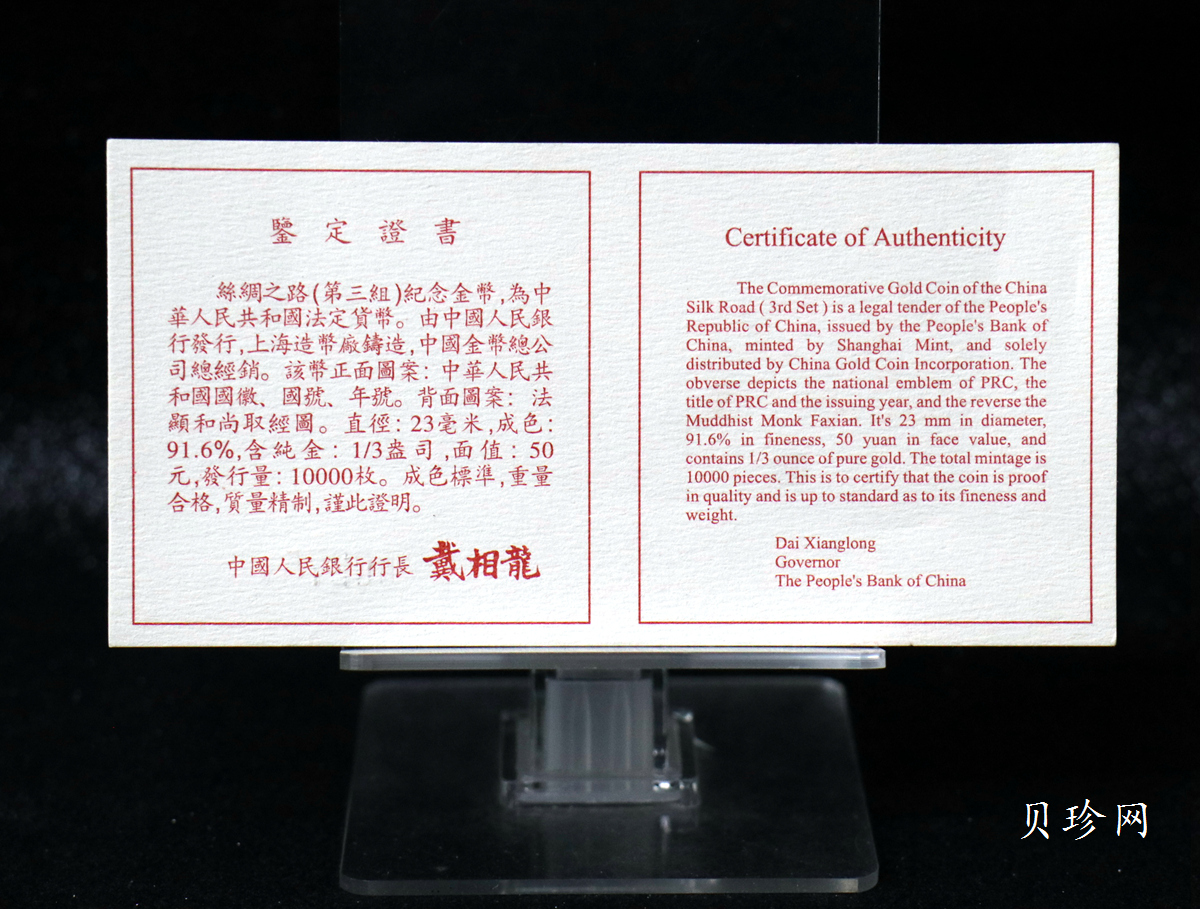 鑒定證書
絲綢之路(第三組)紀念金幣,為中
華人民共和國法定貨幣。由中國人民銀
行發行,上海造幣廠鑄造,中國金幣總公
司總經銷。該幣正面圖案:中華人民共
和國國徽、國號、年號。背面圖案:法
顯和尚取經圖。直徑:23毫米,成色:
91.6%,含純金:1/3盎司,面值:50
元,發行量:10000枚。成色標準,重量
合格,質量精制,謹此證明。
中國人民銀行行長 戴相龍
Certificate of Authenticity
The Commemorative Gold Coin of the China
Silk Road ( 3rd Set ) is a legal tender of the People's
Republic of China, issued by the People's Bank of
China, minted by Shanghai Mint, and solely
distributed by China Gold Coin Incorporation. The
obverse depicts the national emblem of PRC, the
title of PRC and the issuing year, and the reverse the
Muddhist Monk Faxian. It's 23 mm in diameter,
91.6% in fineness, 50 yuan in face value, and
contains 1/3 ounce of pure gold. The total mintage is
10000 pieces. This is to certify that the coin is proof
in quality and is up to standard as to its fineness and
weight.
Dai Xianglong
Governor
The People's Bank of China
贝珍网